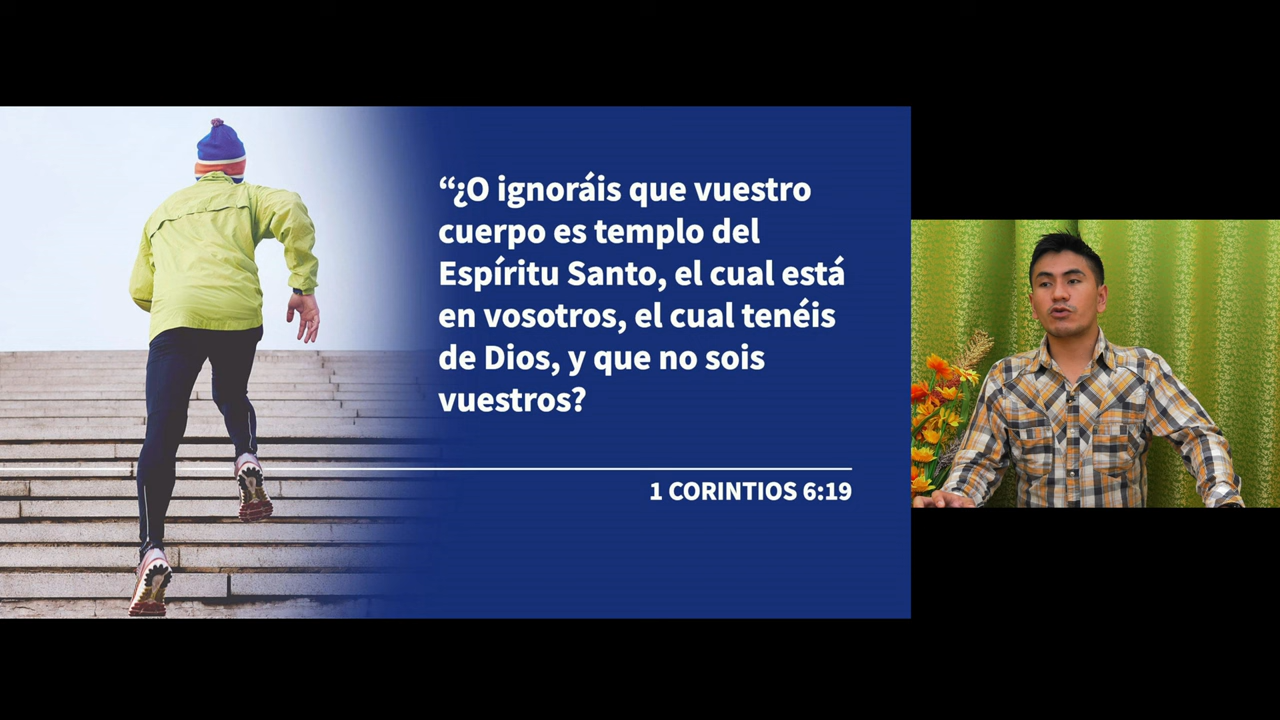 “¿O ignoráis que vuestro
cuerpo es templo del
Espíritu Santo, el cual está
en vosotros, el cual tenéis
de Dios, y que no sois
vuestros?
1 CORINTIOS 6:19